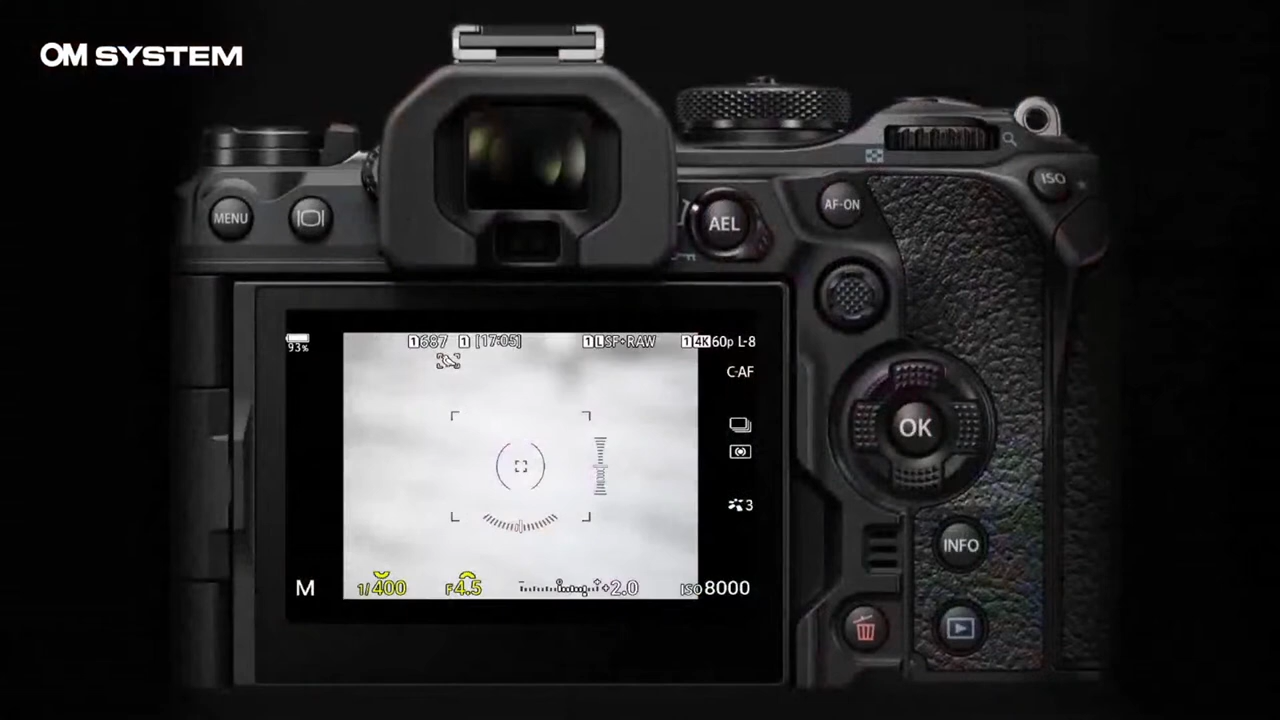 OM SYSTEM
MENU
AEL
AF-ON
ISO
93%
1 687 1 [17:05] 1 L SF+RAW 1 4K 60p L-8
C-AF
OK
3
INFO
M 1/400 F4.5 +2.0 ISO 8000